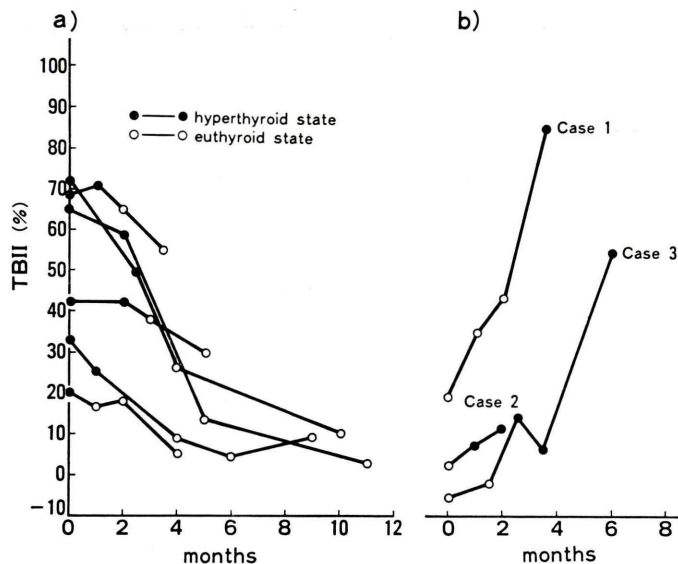 a)
100
90
80
70
60
50
40
30
20
10
0
-10
TBII (%)
hyperthyroid state
euthyroid state
0 2 4 6 8 10 12
months
b)
Case 1
Case 3
Case 2
0 2 4 6 8
months